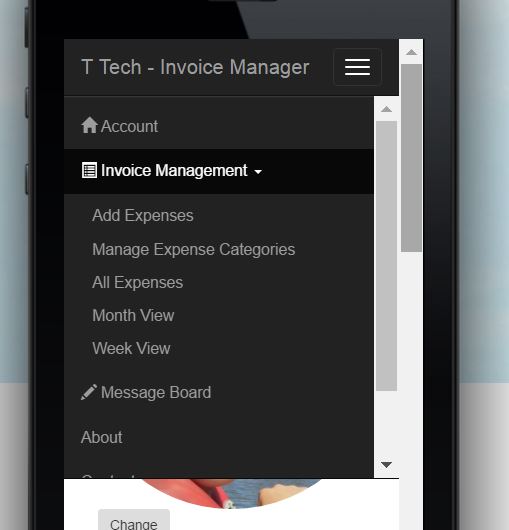 T Tech - Invoice Manager
Account
Invoice Management
Add Expenses
Manage Expense Categories
All Expenses
Month View
Week View
Message Board
About
Change